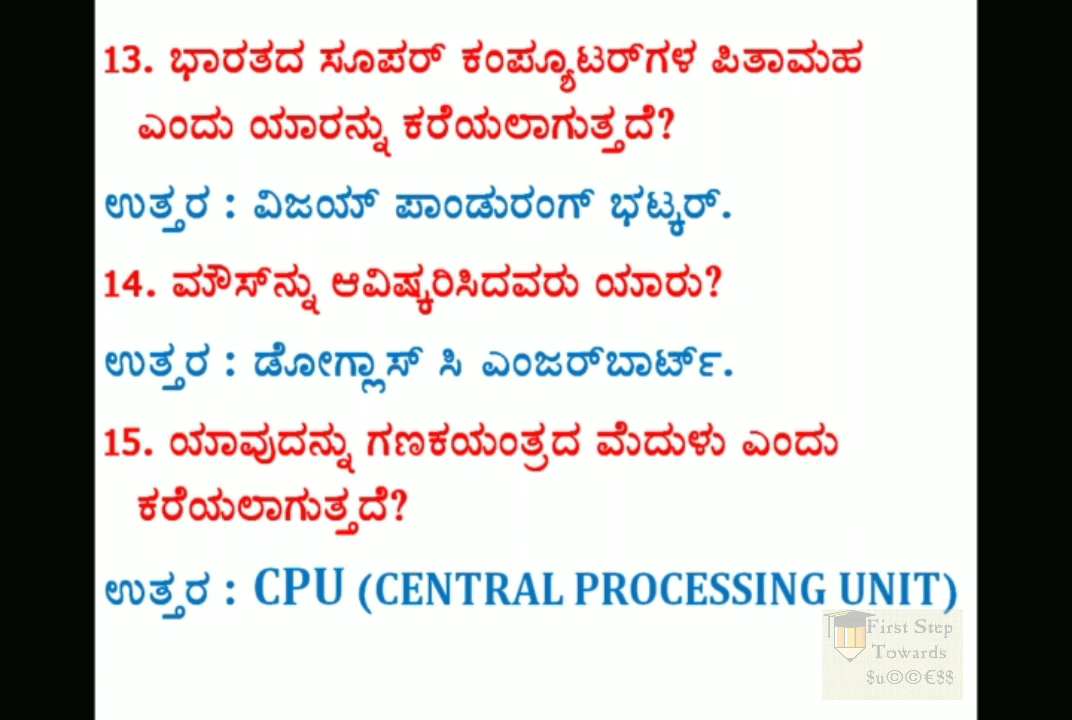 13. ಭಾರತದ ಸೂಪರ್ ಕಂಪ್ಯೂಟರ್‌ಗಳ ಪಿತಾಮಹ
ಎಂದು ಯಾರನ್ನು ಕರೆಯಲಾಗುತ್ತದೆ?
ಉತ್ತರ : ವಿಜಯ್ ಪಾಂಡುರಂಗ್ ಭಟ್ಕರ್.
14. ಮೌಸ್‌ನ್ನು ಆವಿಷ್ಕರಿಸಿದವರು ಯಾರು?
ಉತ್ತರ : ಡೋಗ್ಲಾಸ್ ಸಿ ಎಂಜರ್‌ಬಾರ್ಟ್.
15. ಯಾವುದನ್ನು ಗಣಕಯಂತ್ರದ ಮೆದುಳು ಎಂದು
ಕರೆಯಲಾಗುತ್ತದೆ?
ಉತ್ತರ : CPU (CENTRAL PROCESSING UNIT)
First Step
Towards
$u©©€$$